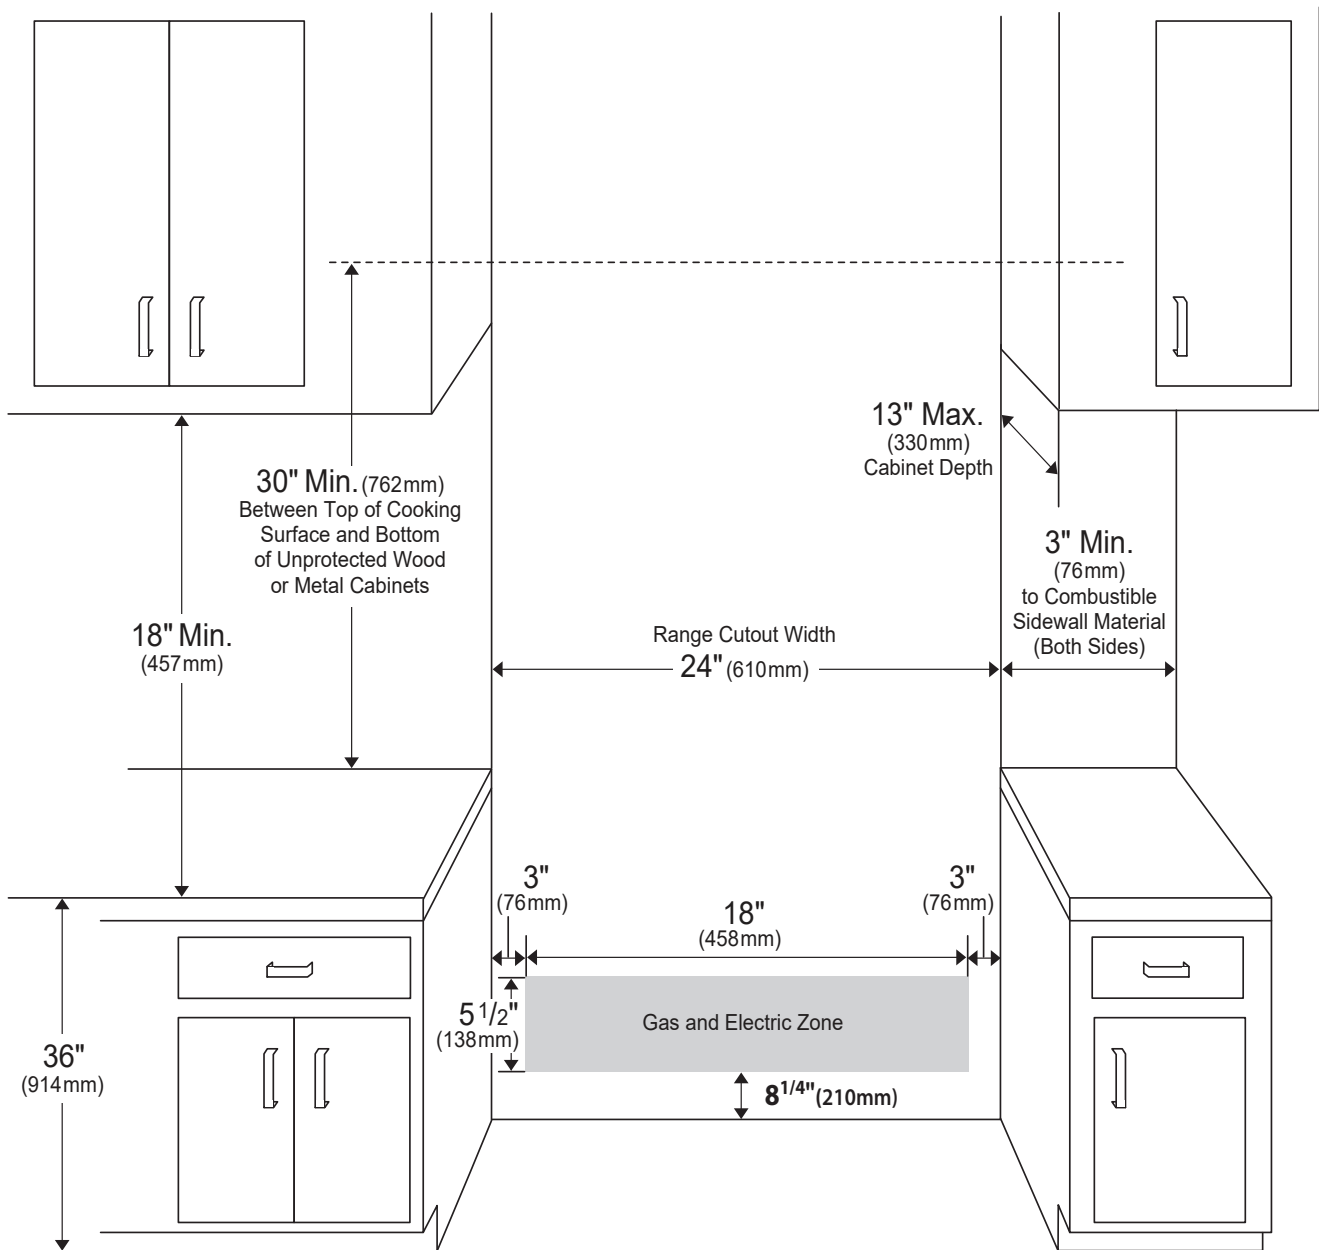 13" Max.
(330mm)
Cabinet Depth
30" Min. (762mm)
Between Top of Cooking
Surface and Bottom
of Unprotected Wood
or Metal Cabinets
3" Min.
(76mm)
to Combustible
Sidewall Material
(Both Sides)
18" Min.
(457mm)
Range Cutout Width
24" (610mm)
3"
(76mm)
18"
(458mm)
3"
(76mm)
5 1/2"
(138mm)
Gas and Electric Zone
36"
(914mm)
8 1/4" (210mm)